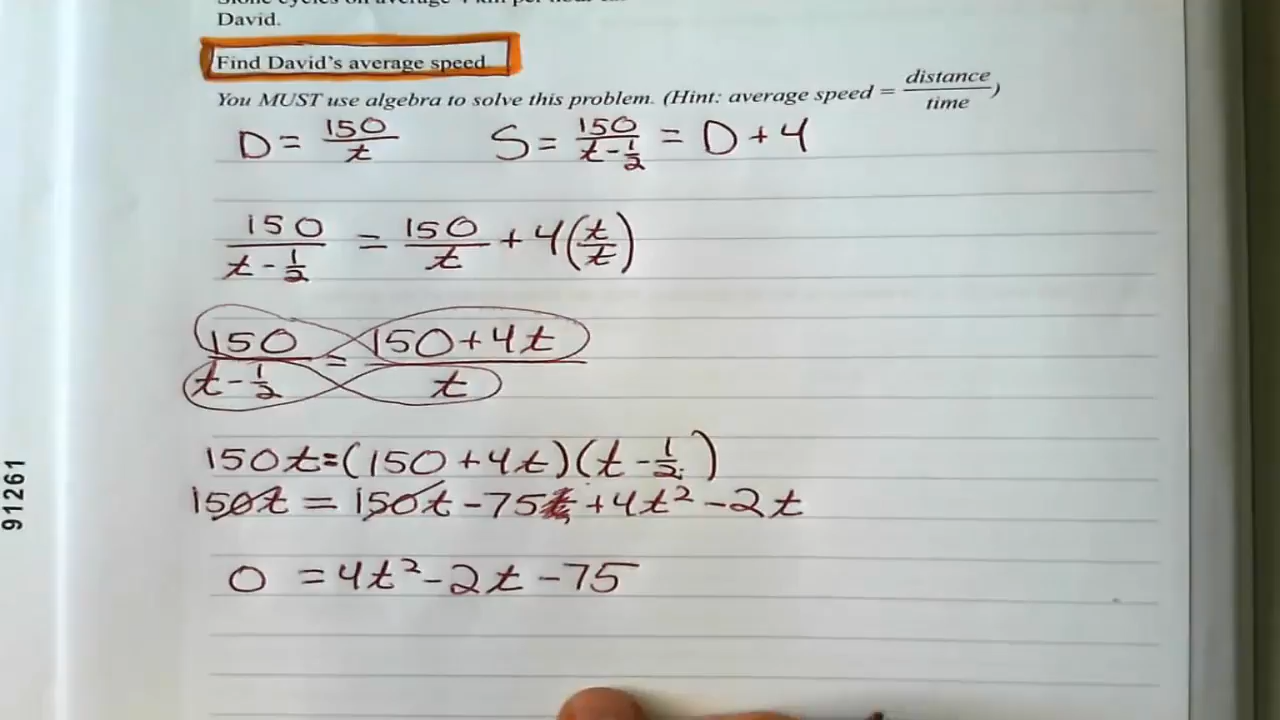 David.
Find David's average speed.
You MUST use algebra to solve this problem. (Hint: average speed = distance/time)
D = 150/t S = 150/(t - 1/2) = D + 4
150/(t - 1/2) = 150/t + 4(t/t)
150/(t - 1/2) = (150 + 4t)/t
150t = (150 + 4t)(t - 1/2)
150t = 150t - 75 + 4t² - 2t
0 = 4t² - 2t - 75
91261